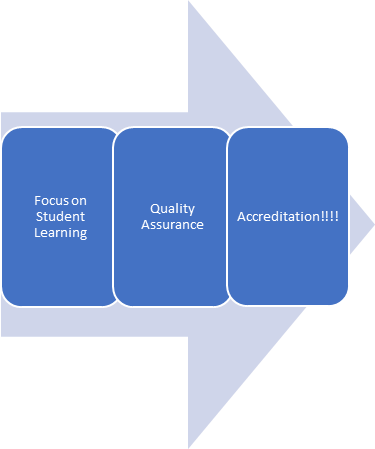 Focus on
Student
Learning
Quality
Assurance
Accreditation!!!!